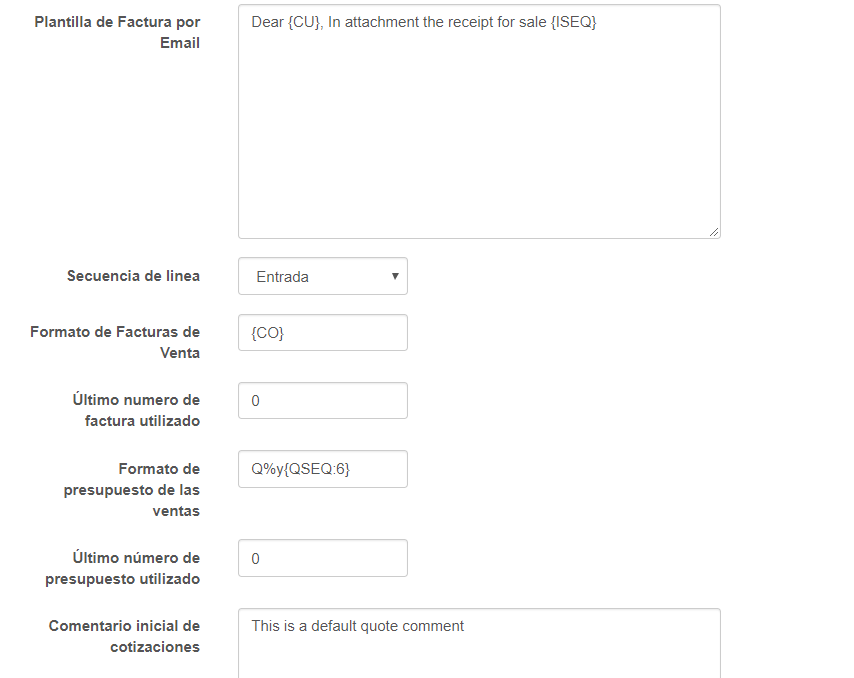 Plantilla de Factura por
Email
Dear {CU}, In attachment the receipt for sale {ISEQ}
Secuencia de linea
Entrada
Formato de Facturas de
Venta
{CO}
Último numero de
factura utilizado
0
Formato de
presupuesto de las
ventas
Q%y{QSEQ:6}
Último número de
presupuesto utilizado
0
Comentario inicial de
cotizaciones
This is a default quote comment